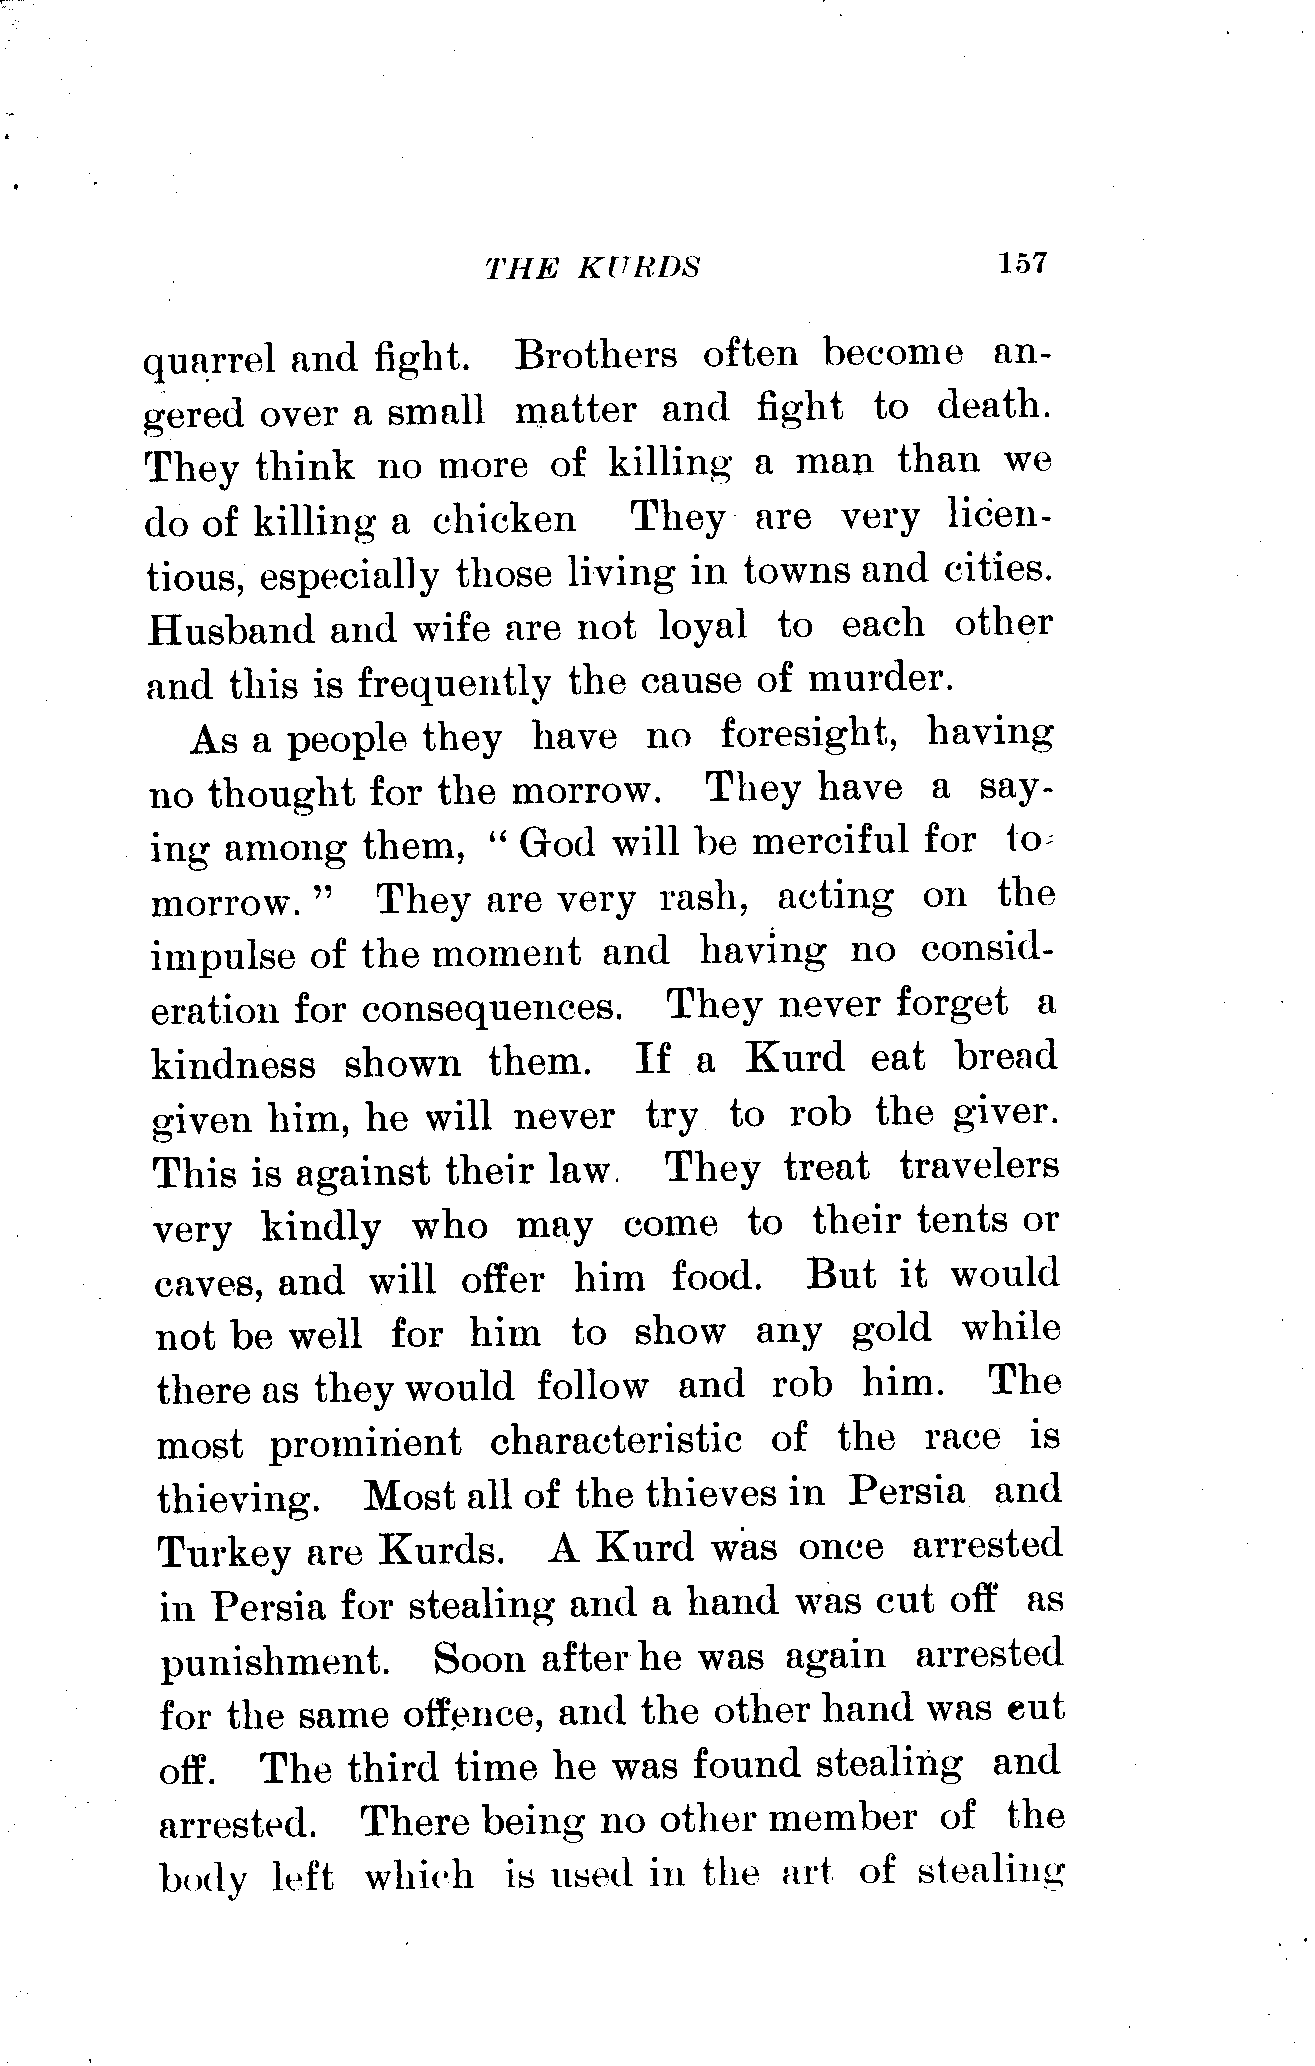 THE KURDS 157
quarrel and fight. Brothers often become an-
gered over a small matter and fight to death.
They think no more of killing a man than we
do of killing a chicken They are very licen-
tious, especially those living in towns and cities.
Husband and wife are not loyal to each other
and this is frequently the cause of murder.
As a people they have no foresight, having
no thought for the morrow. They have a say-
ing among them, “ God will be merciful for to-
morrow. ” They are very rash, acting on the
impulse of the moment and having no consid-
eration for consequences. They never forget a
kindness shown them. If a Kurd eat bread
given him, he will never try to rob the giver.
This is against their law. They treat travelers
very kindly who may come to their tents or
caves, and will offer him food. But it would
not be well for him to show any gold while
there as they would follow and rob him. The
most prominent characteristic of the race is
thieving. Most all of the thieves in Persia and
Turkey are Kurds. A Kurd was once arrested
in Persia for stealing and a hand was cut off as
punishment. Soon after he was again arrested
for the same offence, and the other hand was cut
off. The third time he was found stealing and
arrested. There being no other member of the
body left which is used in the art of stealing